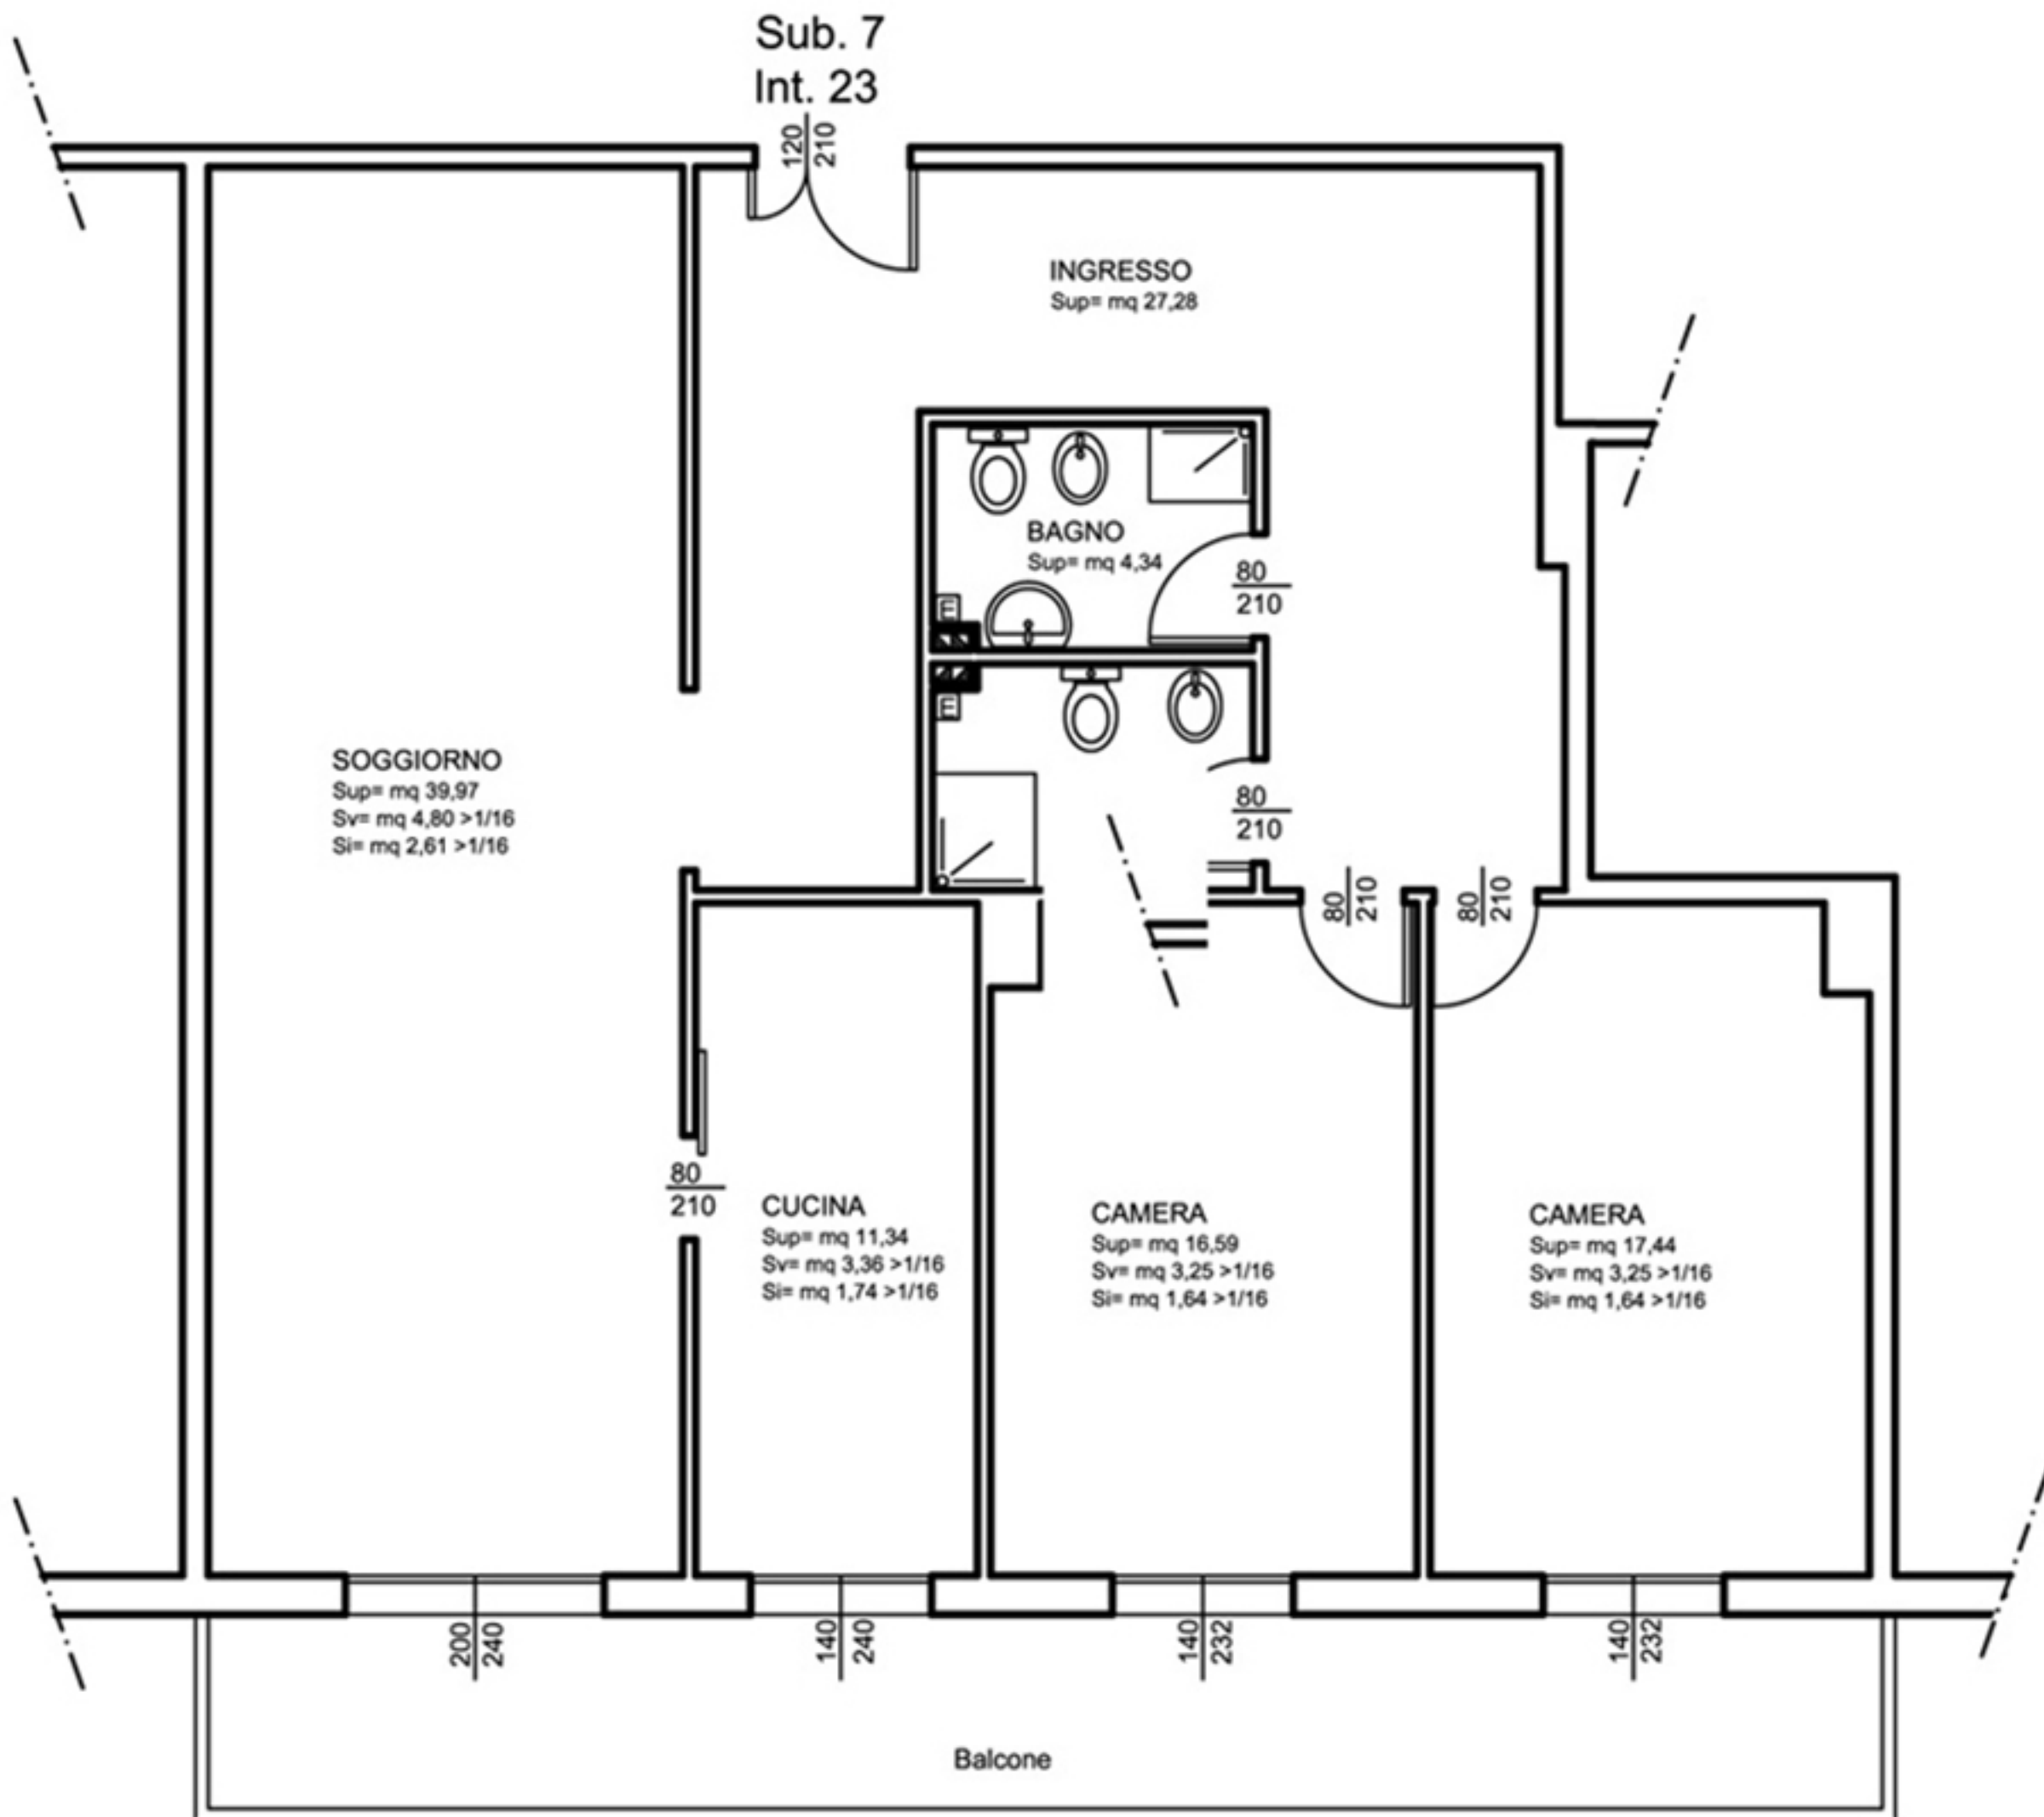 Sub. 7
Int. 23
120
210
INGRESSO
Sup= mq 27,28
BAGNO
Sup= mq 4,34
80
210
E
E
SOGGIORNO
Sup= mq 39,97
Sv= mq 4,80 >1/16
Si= mq 2,61 >1/16
80
210
80
210
80
210
80
210
CUCINA
Sup= mq 11,34
Sv= mq 3,36 >1/16
Si= mq 1,74 >1/16
CAMERA
Sup= mq 16,59
Sv= mq 3,25 >1/16
Si= mq 1,64 >1/16
CAMERA
Sup= mq 17,44
Sv= mq 3,25 >1/16
Si= mq 1,64 >1/16
200
240
140
240
140
232
140
232
Balcone